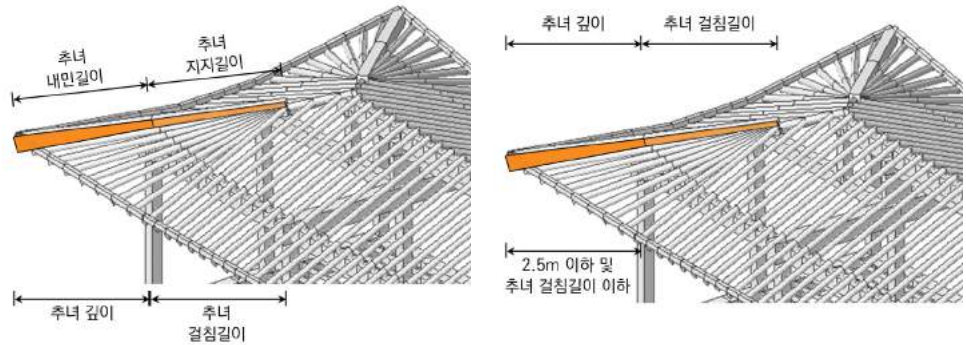 추녀
내민길이
추녀
지지길이
추녀 깊이
추녀
걸침길이
추녀 깊이
추녀 걸침길이
2.5m 이하 및
추녀 걸침길이 이하